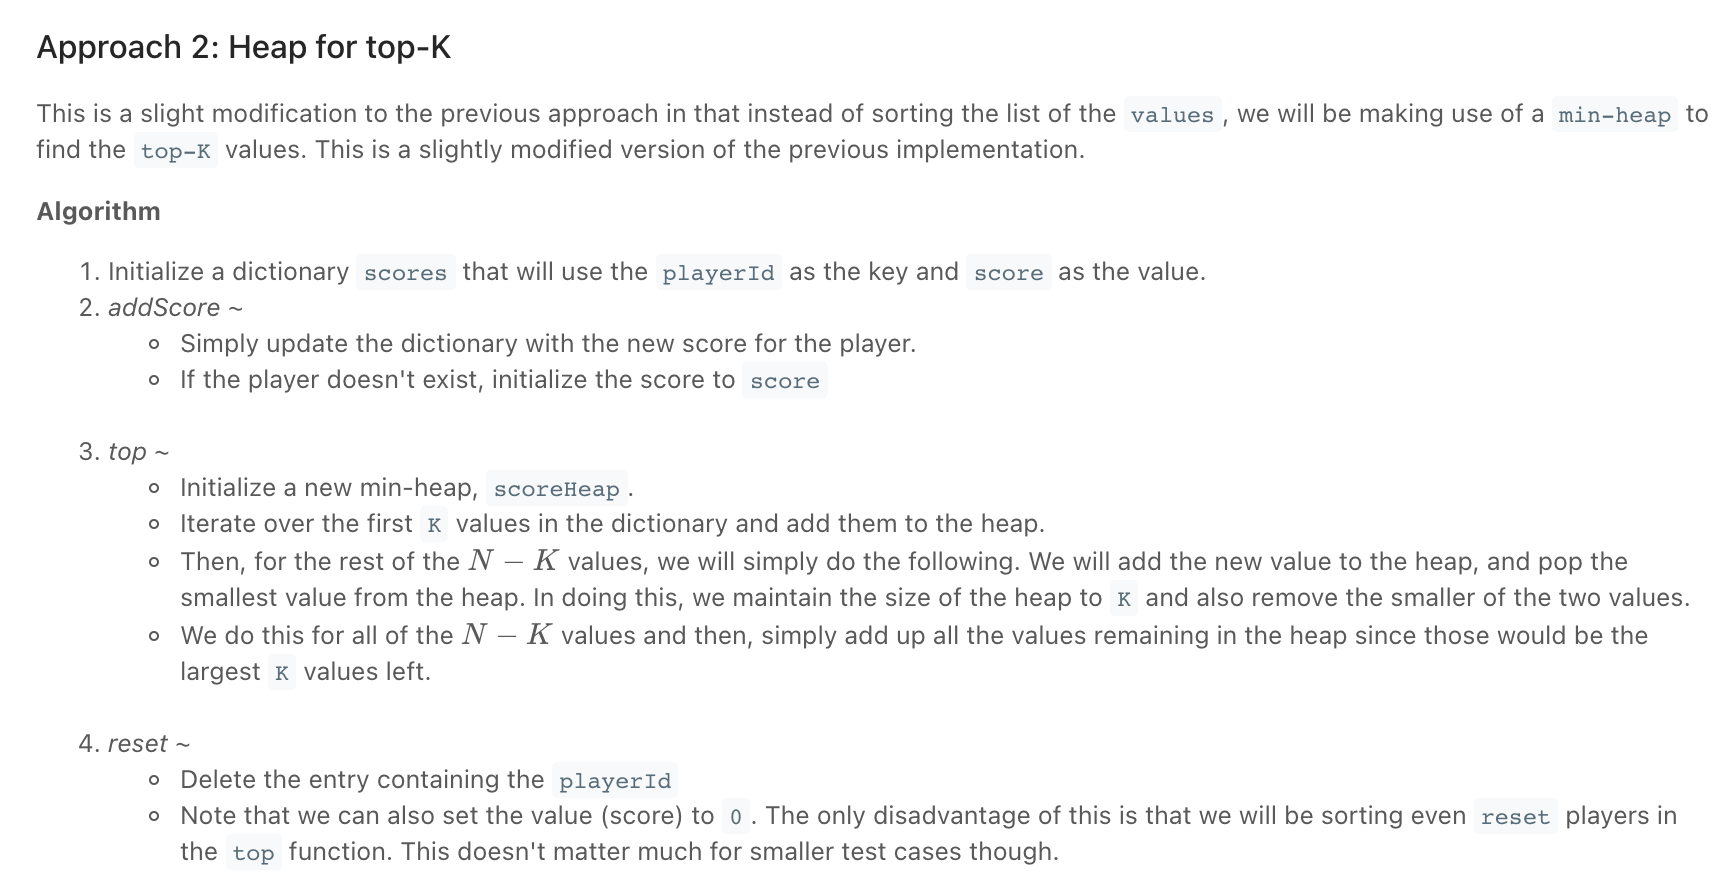 Approach 2: Heap for top-K
This is a slight modification to the previous approach in that instead of sorting the list of the values , we will be making use of a min-heap to
find the top-K values. This is a slightly modified version of the previous implementation.
Algorithm
1. Initialize a dictionary scores that will use the playerId as the key and score as the value.
2. addScore ~
∘ Simply update the dictionary with the new score for the player.
∘ If the player doesn't exist, initialize the score to score
3. top ~
∘ Initialize a new min-heap, scoreHeap .
∘ Iterate over the first K values in the dictionary and add them to the heap.
∘ Then, for the rest of the N − K values, we will simply do the following. We will add the new value to the heap, and pop the
smallest value from the heap. In doing this, we maintain the size of the heap to K and also remove the smaller of the two values.
∘ We do this for all of the N − K values and then, simply add up all the values remaining in the heap since those would be the
largest K values left.
4. reset ~
∘ Delete the entry containing the playerId
∘ Note that we can also set the value (score) to 0 . The only disadvantage of this is that we will be sorting even reset players in
the top function. This doesn't matter much for smaller test cases though.